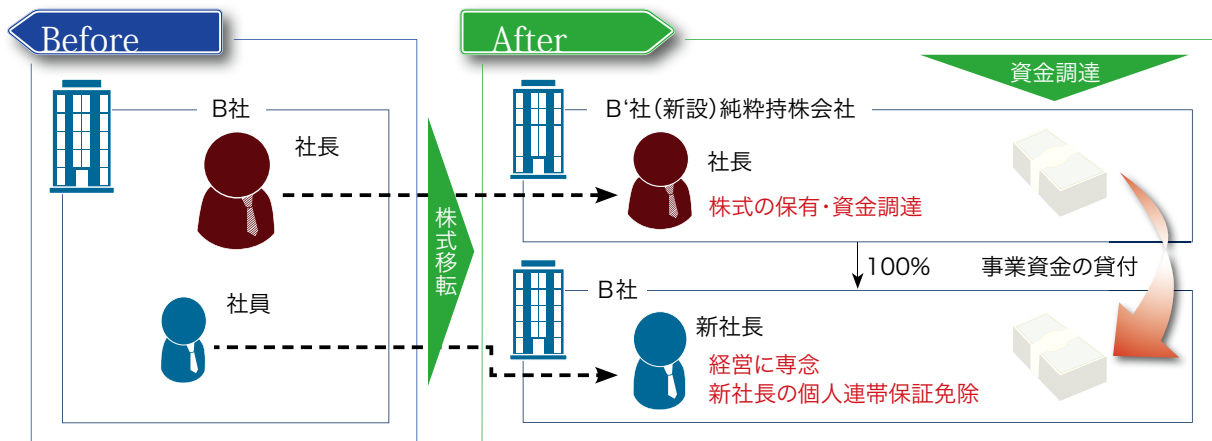 Before
B社
社長
社員
株式移転
After
資金調達
B‘社（新設）純粋持株会社
社長
株式の保有・資金調達
100%
事業資金の貸付
B社
新社長
経営に専念
新社長の個人連帯保証免除